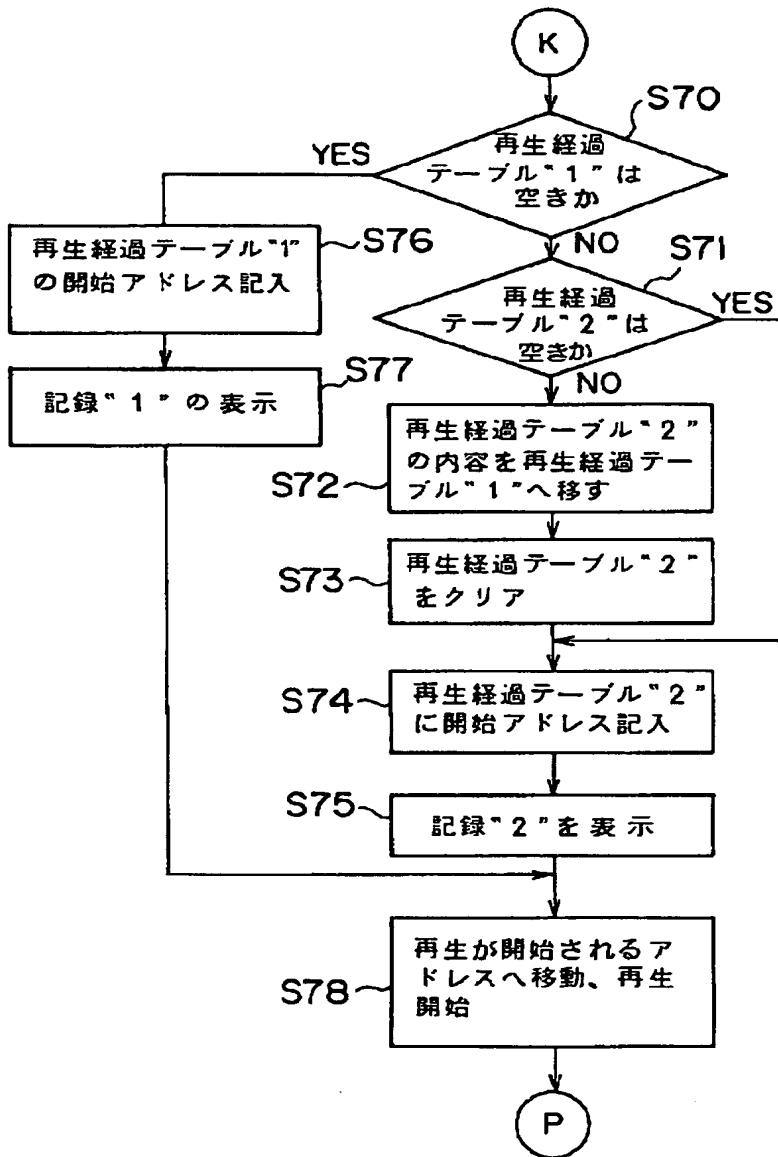 K
S70
再生経過
テーブル“1”は
空きか
YES
NO
S76
再生経過テーブル“1”
の開始アドレス記入
S71
再生経過
テーブル“2”は
空きか
YES
NO
S77
記録“1”の表示
S72
再生経過テーブル“2”
の内容を再生経過テー
ブル“1”へ移す
S73
再生経過テーブル“2”
をクリア
S74
再生経過テーブル“2”
に開始アドレス記入
S75
記録“2”を表示
S78
再生が開始されるア
ドレスへ移動、再生
開始
P